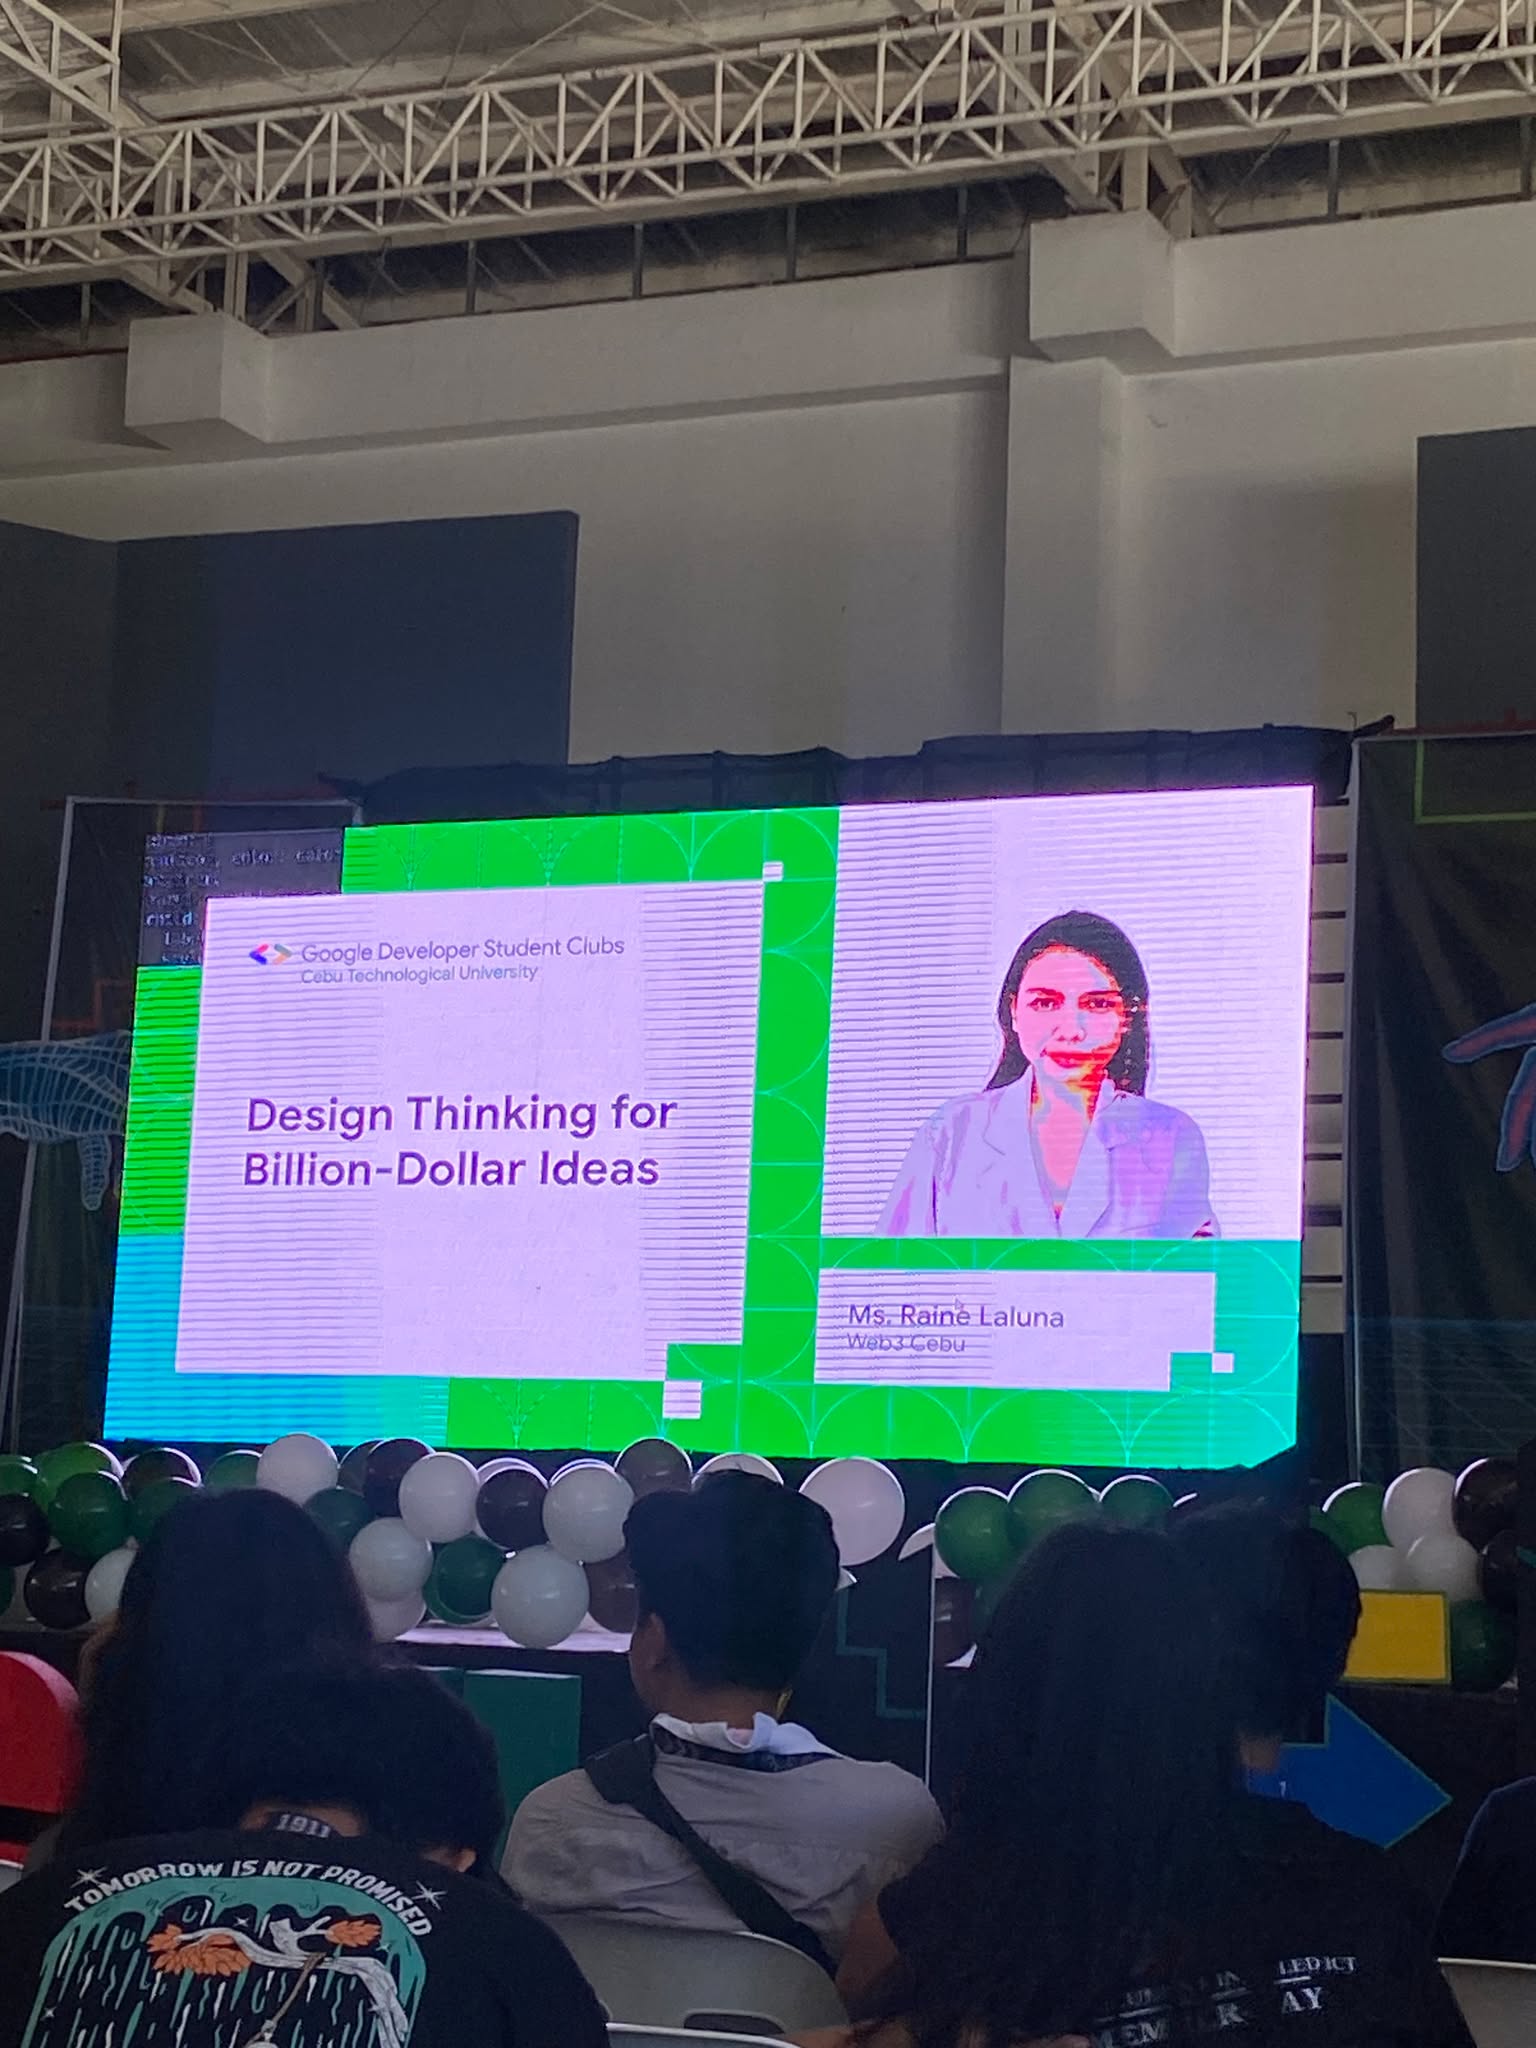 Google Developer Student Clubs
Cebu Technological University
Design Thinking for
Billion-Dollar Ideas
Ms. Raine Laluna
Web3 Cebu
1911
TOMORROW IS NOT PROMISED
AY